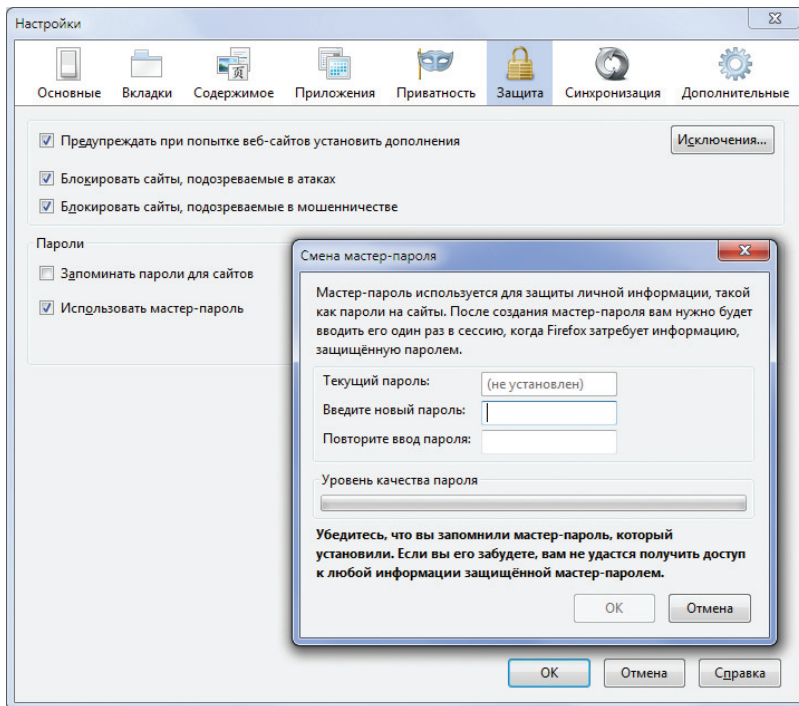 Настройки
Основные Вкладки Содержимое Приложения Приватность Защита Синхронизация Дополнительные
Предупреждать при попытке веб-сайтов установить дополнения
Исключения...
Блокировать сайты, подозреваемые в атаках
Блокировать сайты, подозреваемые в мошенничестве
Пароли
Запоминать пароли для сайтов
Использовать мастер-пароль
Смена мастер-пароля
Мастер-пароль используется для защиты личной информации, такой
как пароли на сайты. После создания мастер-пароля вам нужно будет
вводить его один раз в сессию, когда Firefox затребует информацию,
защищённую паролем.
Текущий пароль: (не установлен)
Введите новый пароль:
Повторите ввод пароля:
Уровень качества пароля
Убедитесь, что вы запомнили мастер-пароль, который
установили. Если вы его забудете, вам не удастся получить доступ
к любой информации защищённой мастер-паролем.
OK Отмена
OK Отмена Справка